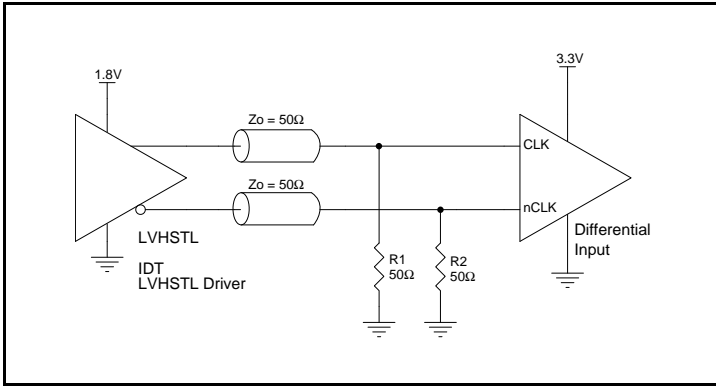 1.8V
3.3V
Zo = 50Ω
CLK
Zo = 50Ω
nCLK
LVHSTL
IDT
LVHSTL Driver
R1
50Ω
R2
50Ω
Differential
Input